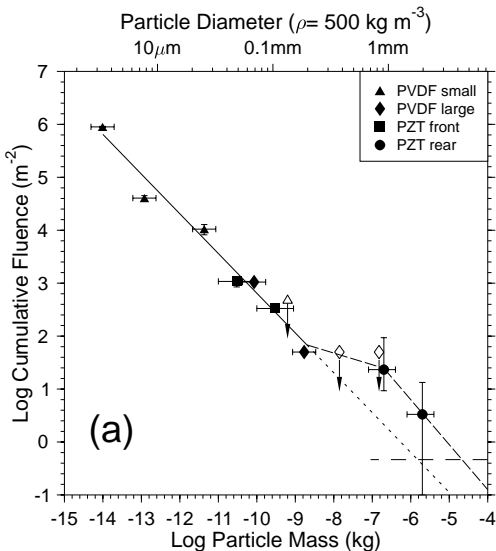 Particle Diameter (ρ= 500 kg m⁻³)
10μm 0.1mm 1mm
PVDF small
PVDF large
PZT front
PZT rear
Log Cumulative Fluence (m⁻²)
7
6
5
4
3
2
1
0
-1
(a)
-15 -14 -13 -12 -11 -10 -9 -8 -7 -6 -5 -4
Log Particle Mass (kg)